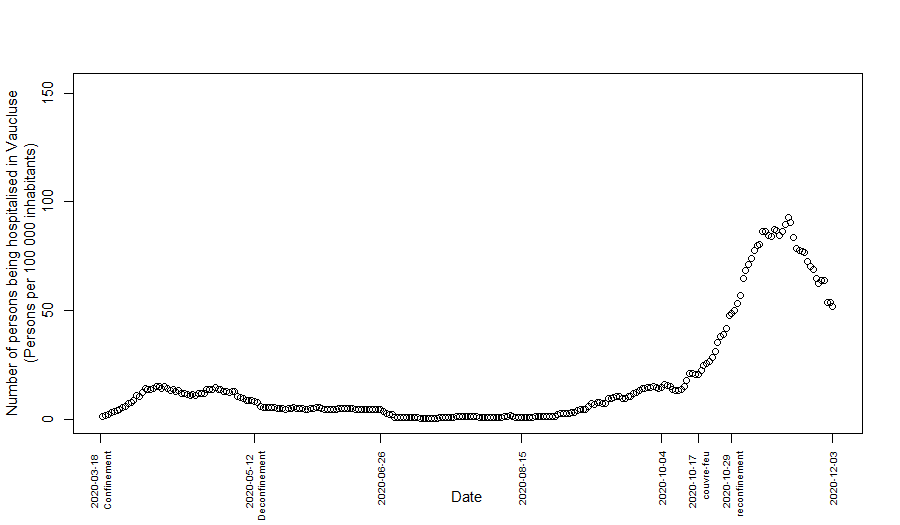 Number of persons being hospitalised in Vaucluse
(Persons per 100 000 inhabitants)
150
100
50
0
2020-03-18
Confinement
2020-05-12
Deconfinement
2020-06-26
2020-08-15
2020-10-04
2020-10-17
couvre-feu
2020-10-29
reconfinement
2020-12-03
Date